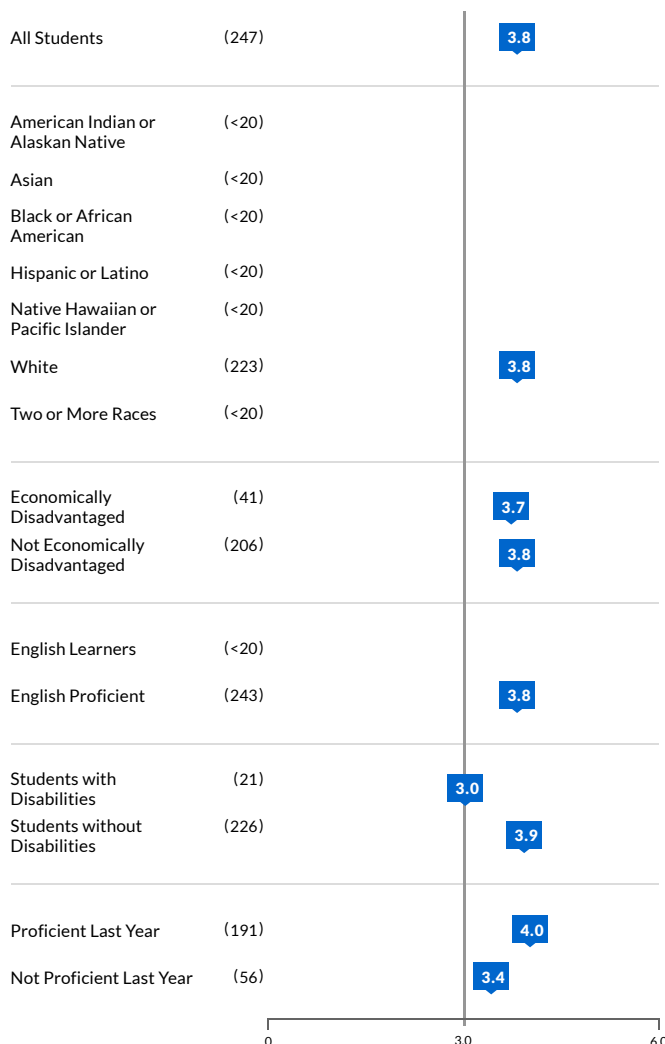 All Students (247) 3.8
American Indian or (<20)
Alaskan Native
Asian (<20)
Black or African (<20)
American
Hispanic or Latino (<20)
Native Hawaiian or (<20)
Pacific Islander
White (223) 3.8
Two or More Races (<20)
Economically (41) 3.7
Disadvantaged
Not Economically (206) 3.8
Disadvantaged
English Learners (<20)
English Proficient (243) 3.8
Students with (21) 3.0
Disabilities
Students without (226) 3.9
Disabilities
Proficient Last Year (191) 4.0
Not Proficient Last Year (56) 3.4
0 3.0 6.0